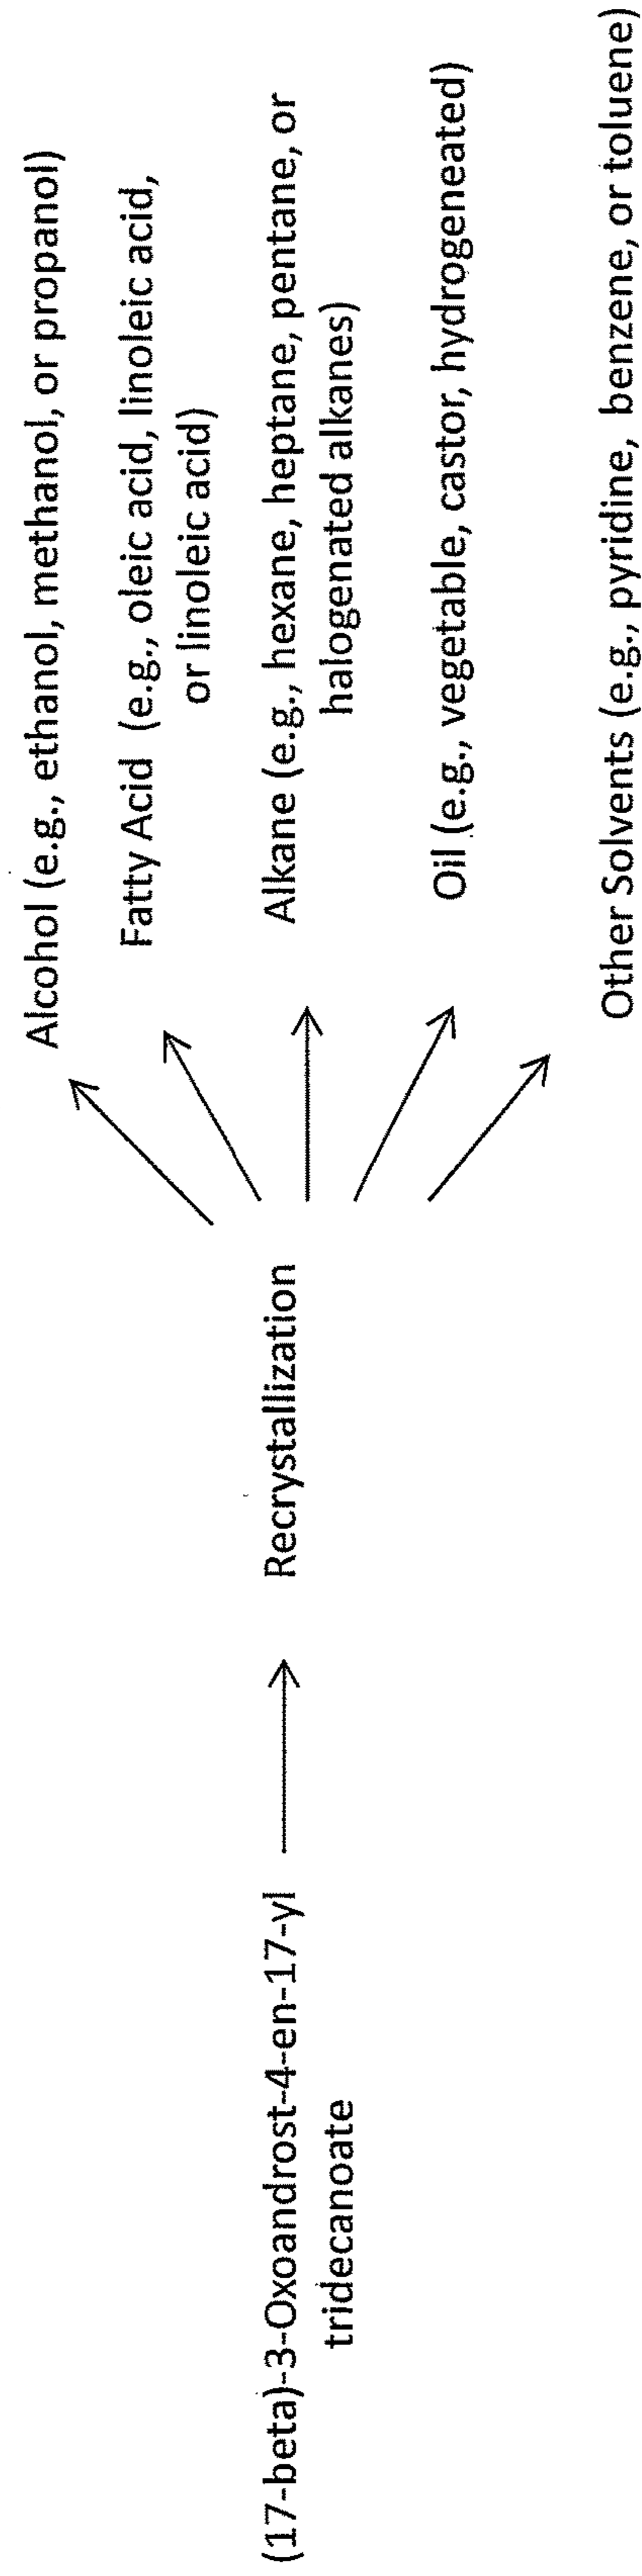 (17-beta)-3-Oxoandrost-4-en-17-yl
tridecanoate
Recrystallization
Alcohol (e.g., ethanol, methanol, or propanol)
Fatty Acid (e.g., oleic acid, linoleic acid,
or linoleic acid)
Alkane (e.g., hexane, heptane, pentane, or
halogenated alkanes)
Oil (e.g., vegetable, castor, hydrogeneated)
Other Solvents (e.g., pyridine, benzene, or toluene)